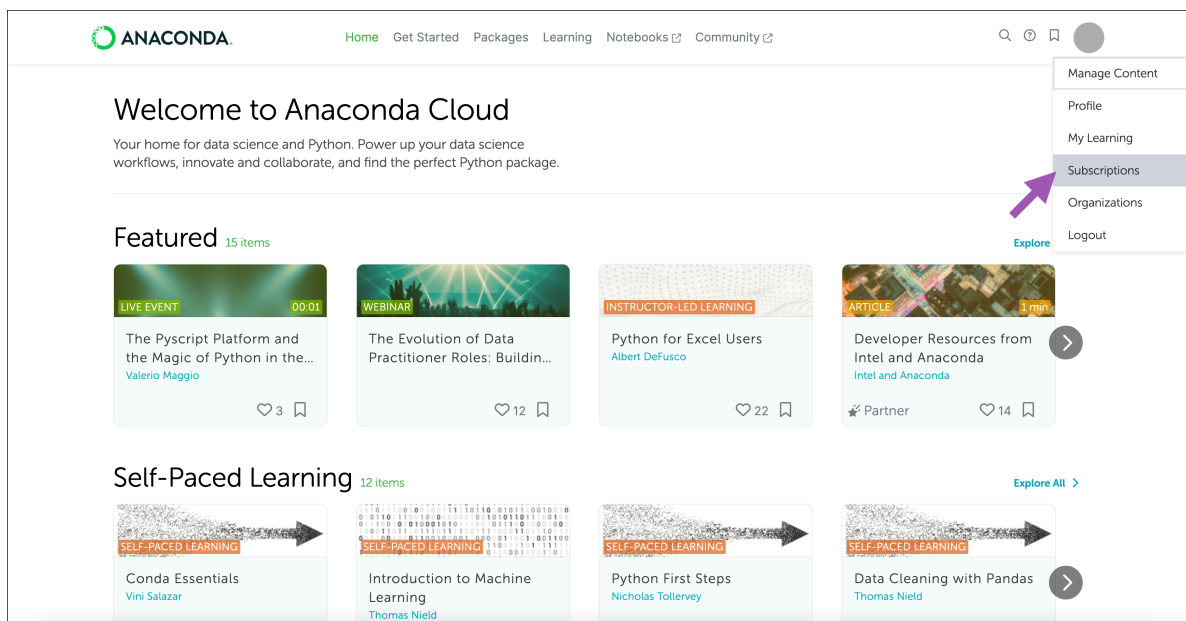 ANACONDA.
Home Get Started Packages Learning Notebooks Community
Manage Content
Profile
My Learning
Subscriptions
Organizations
Logout
Welcome to Anaconda Cloud
Your home for data science and Python. Power up your data science
workflows, innovate and collaborate, and find the perfect Python package.
Featured 15 items
Explore
LIVE EVENT 00:01
The Pyscript Platform and
the Magic of Python in the...
Valerio Maggio
3
WEBINAR
The Evolution of Data
Practitioner Roles: Buildin...
12
INSTRUCTOR-LED LEARNING
Python for Excel Users
Albert DeFusco
22
ARTICLE 1 min
Developer Resources from
Intel and Anaconda
Intel and Anaconda
Partner 14
Self-Paced Learning 12 items
Explore All
SELF-PACED LEARNING
Conda Essentials
Vini Salazar
SELF-PACED LEARNING
Introduction to Machine
Learning
Thomas Nield
SELF-PACED LEARNING
Python First Steps
Nicholas Tollervey
SELF-PACED LEARNING
Data Cleaning with Pandas
Thomas Nield